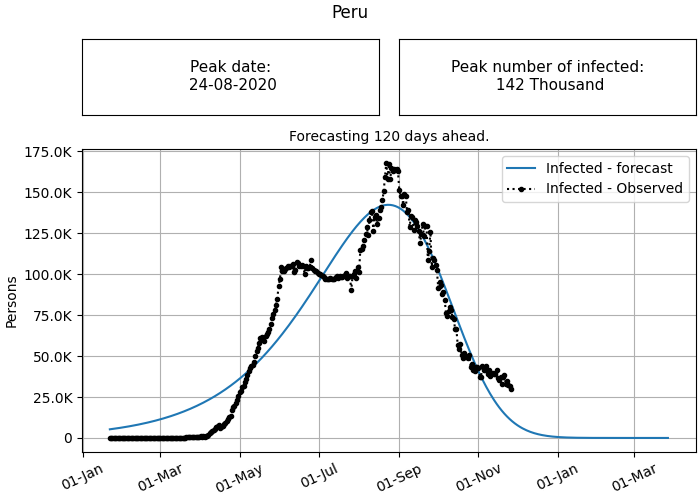 Peru
Peak date:
24-08-2020
Peak number of infected:
142 Thousand
Forecasting 120 days ahead.
175.0K
150.0K
125.0K
100.0K
75.0K
50.0K
25.0K
0
Persons
Infected - forecast
Infected - Observed
01-Jan
01-Mar
01-May
01-Jul
01-Sep
01-Nov
01-Jan
01-Mar